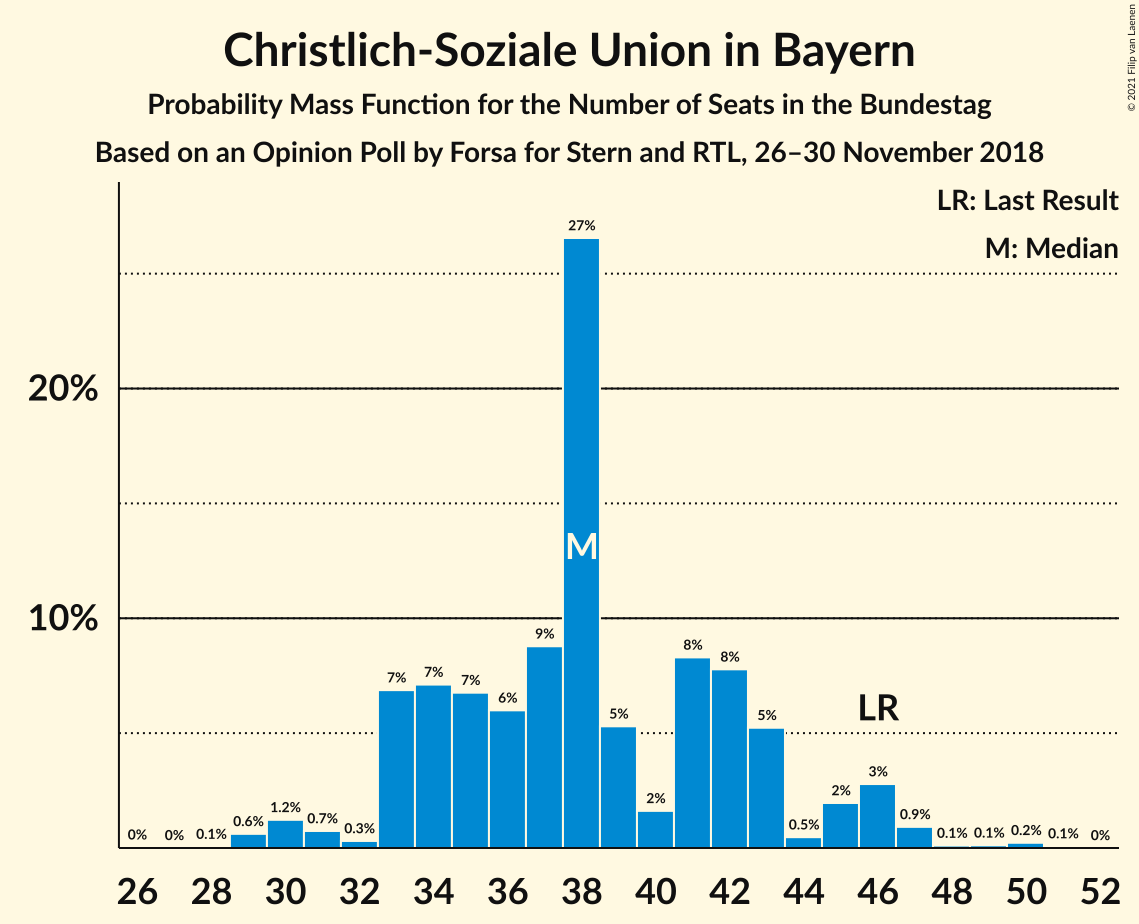 Christlich-Soziale Union in Bayern
Probability Mass Function for the Number of Seats in the Bundestag
Based on an Opinion Poll by Forsa for Stern and RTL, 26–30 November 2018
© 2021 Filip van Laenen
LR: Last Result
M: Median
27%
20%
M
10%
9%
8%
8%
7%
7%
7%
6%
LR
5%
5%
3%
2%
2%
0% 0% 0.1% 0.6% 1.2% 0.7% 0.3% 0.5% 0.9% 0.1% 0.1% 0.2% 0.1% 0%
26 28 30 32 34 36 38 40 42 44 46 48 50 52